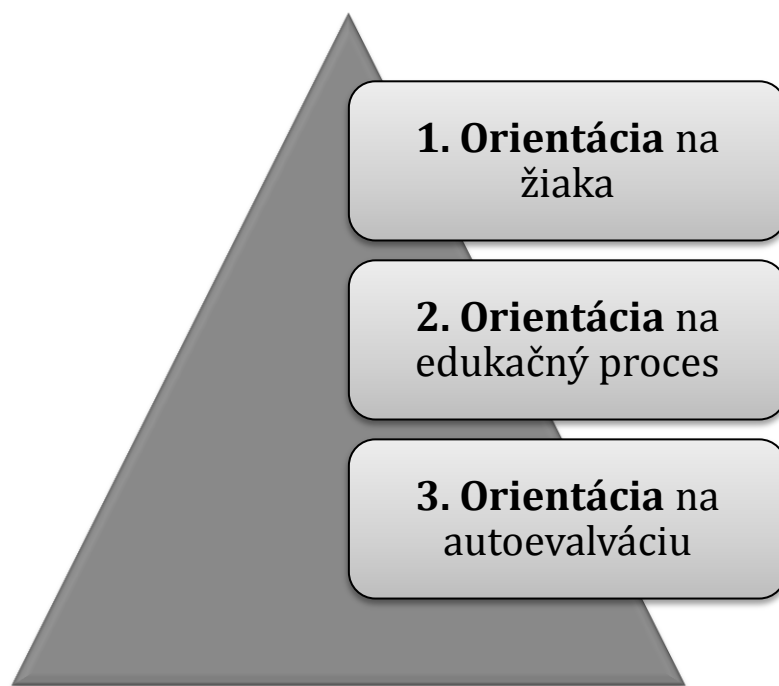 1. Orientácia na
žiaka
2. Orientácia na
edukačný proces
3. Orientácia na
autoevalváciu